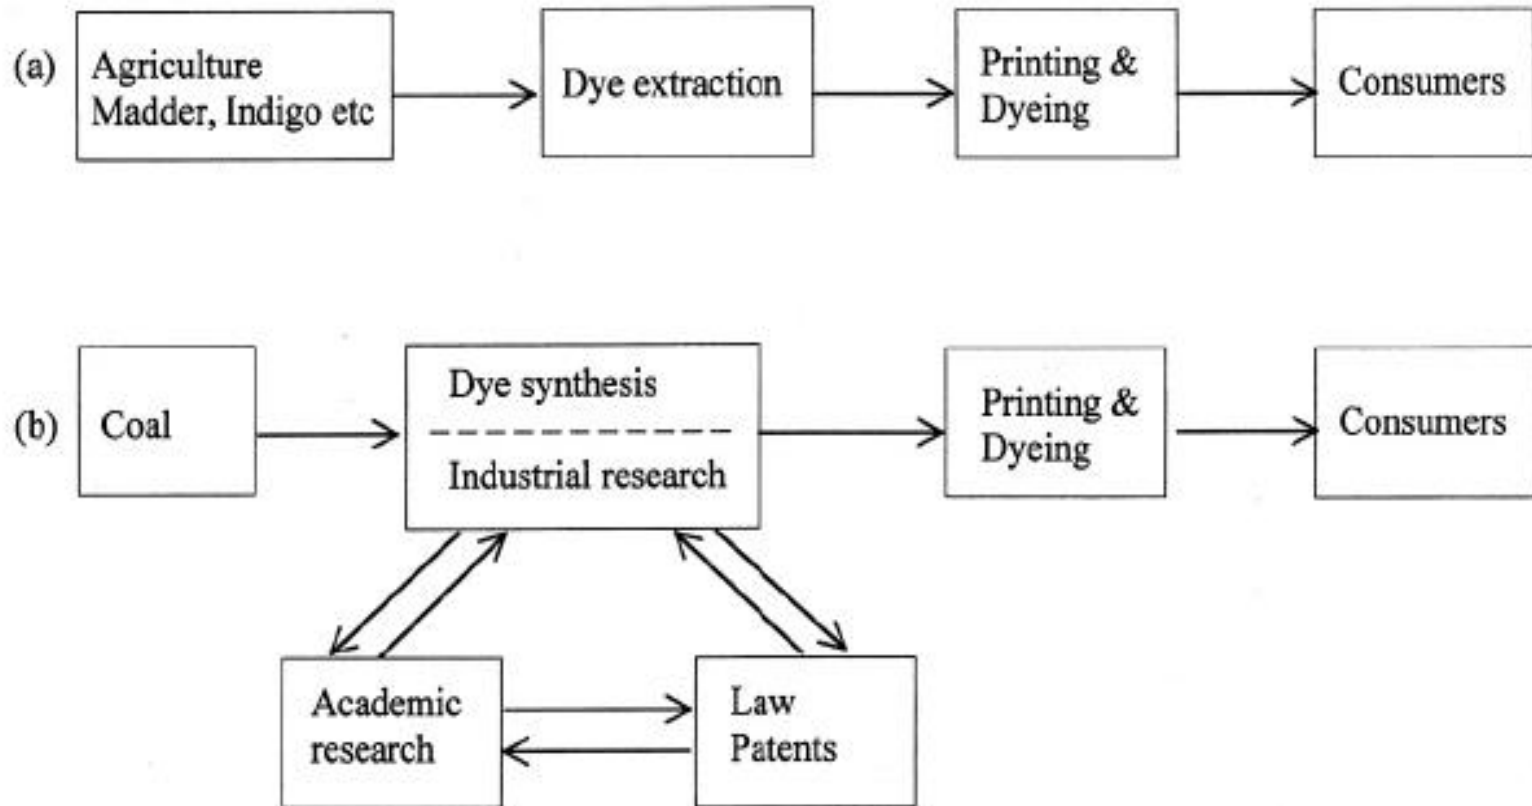 (a)
Agriculture
Madder, Indigo etc
Dye extraction
Printing &
Dyeing
Consumers
(b)
Coal
Dye synthesis
Industrial research
Printing &
Dyeing
Consumers
Academic
research
Law
Patents